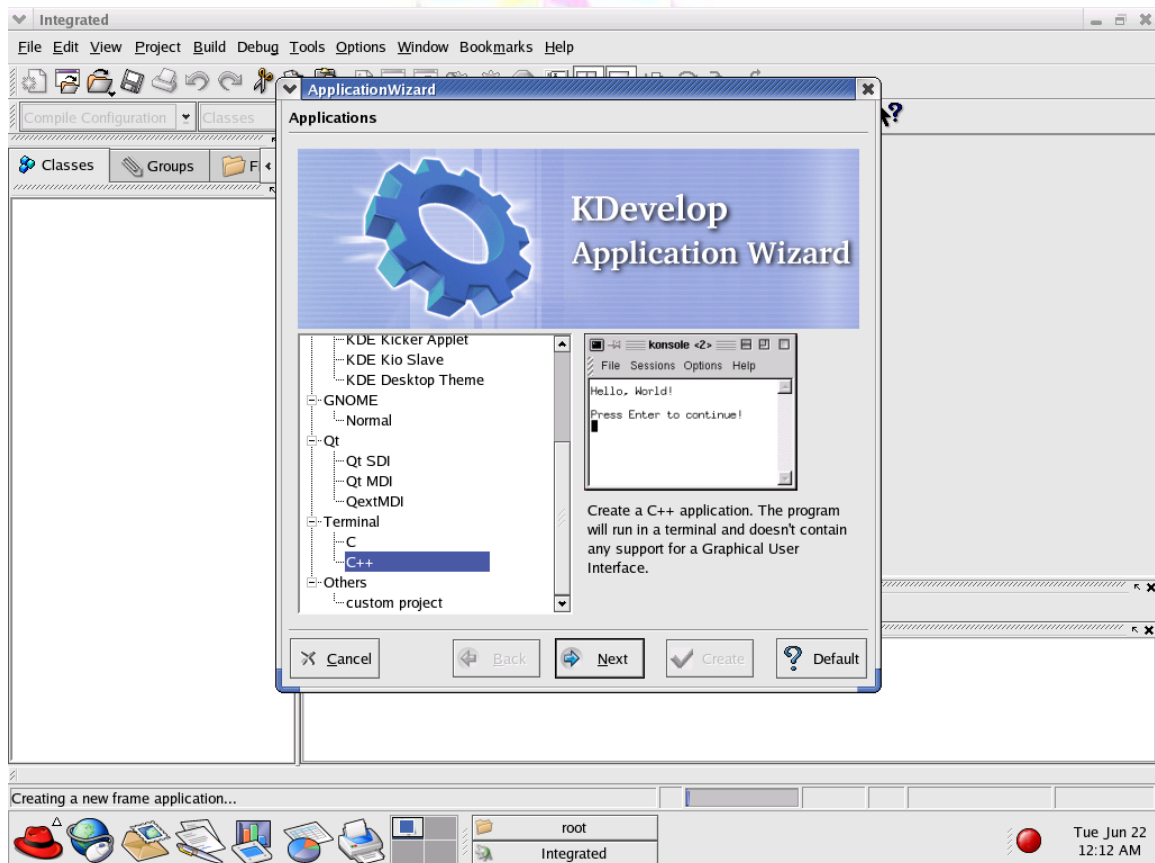 Integrated
File Edit View Project Build Debug Tools Options Window Bookmarks Help
ApplicationWizard
Compile Configuration Classes
Applications
Classes Groups F
KDevelop
Application Wizard
KDE Kicker Applet
KDE Kio Slave
KDE Desktop Theme
GNOME
Normal
Qt
Qt SDI
Qt MDI
QextMDI
Terminal
C
C++
Others
custom project
konsole <2>
File Sessions Options Help
Hello, World!
Press Enter to continue!
Create a C++ application. The program
will run in a terminal and doesn't contain
any support for a Graphical User
Interface.
Cancel Back Next Create Default
Creating a new frame application...
root
Integrated
Tue Jun 22
12:12 AM